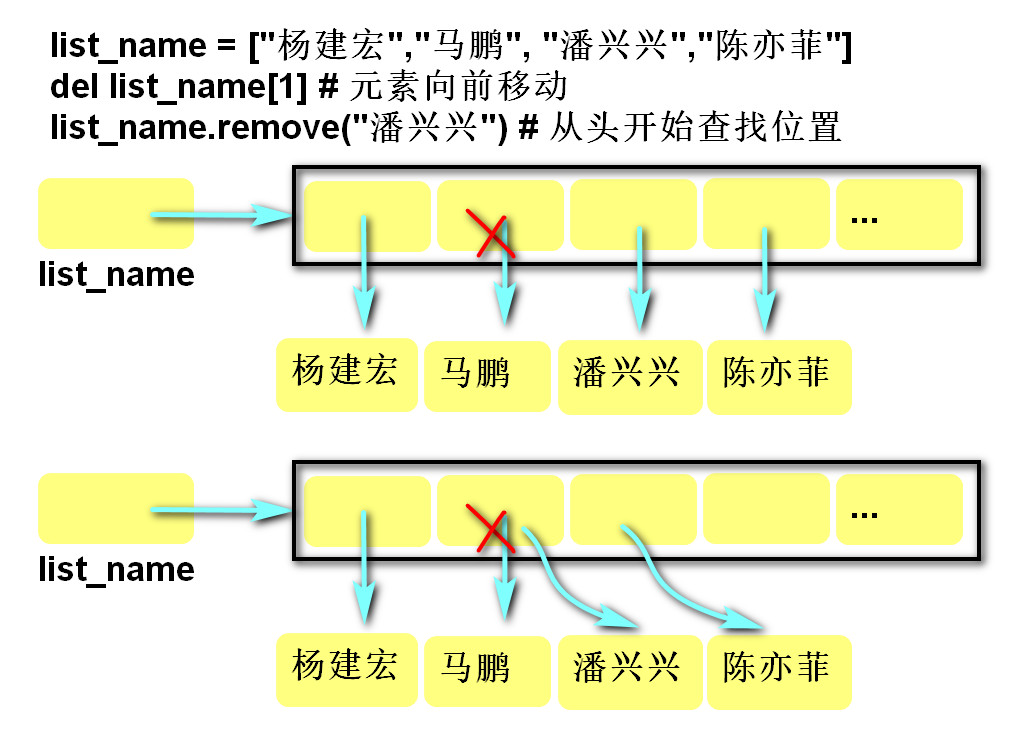 list_name = ["杨建宏","马鹏", "潘兴兴","陈亦菲"]
del list_name[1] # 元素向前移动
list_name.remove("潘兴兴") # 从头开始查找位置
...
list_name
杨建宏 马鹏 潘兴兴 陈亦菲
...
list_name
杨建宏 马鹏 潘兴兴 陈亦菲